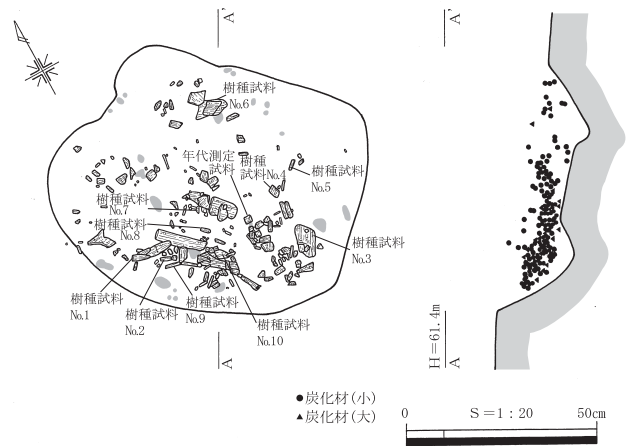 A'
A'
樹種試料
No.6
年代測定
試料
樹種
試料No.4
樹種試料
No.5
樹種試料
No.7
樹種試料
No.8
樹種試料
No.3
樹種試料
No.1
樹種試料
No.2
樹種試料
No.9
樹種試料
No.10
A
H=61.4m
A
●炭化材(小)
▲炭化材(大)
0 S=1:20 50cm